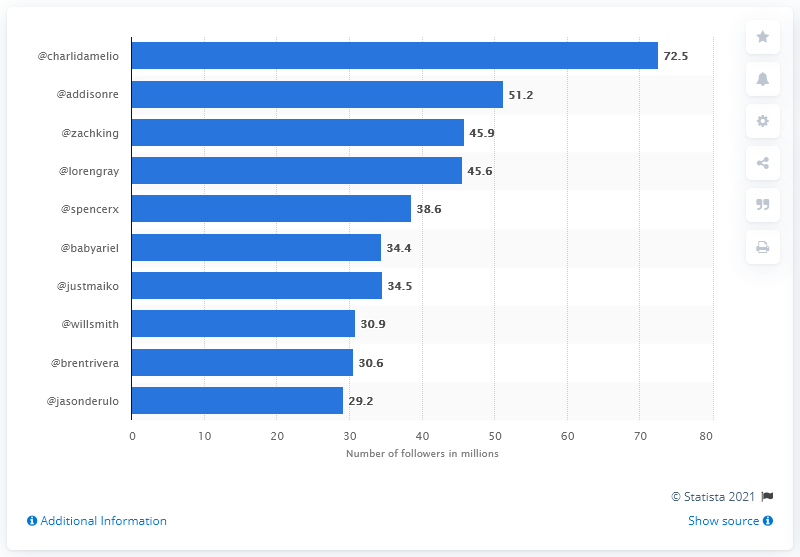 @charlidamelio 72.5
@addisonre 51.2
@zachking 45.9
@lorengray 45.6
@spencerx 38.6
@babyariel 34.4
@justmaiko 34.5
@willsmith 30.9
@brentrivera 30.6
@jasonderulo 29.2
0 10 20 30 40 50 60 70 80
Number of followers in millions
© Statista 2021
Additional Information Show source